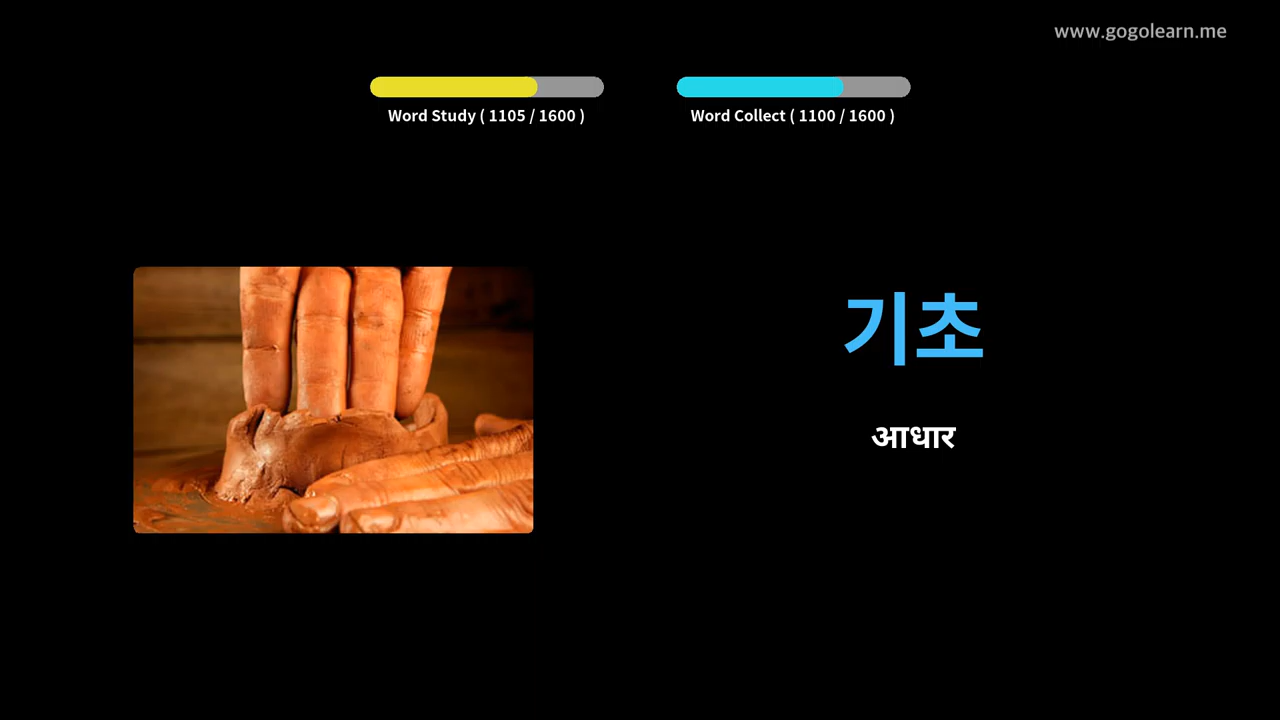 www.gogolearn.me
Word Study ( 1105 / 1600 )
Word Collect ( 1100 / 1600 )
기초
आधार